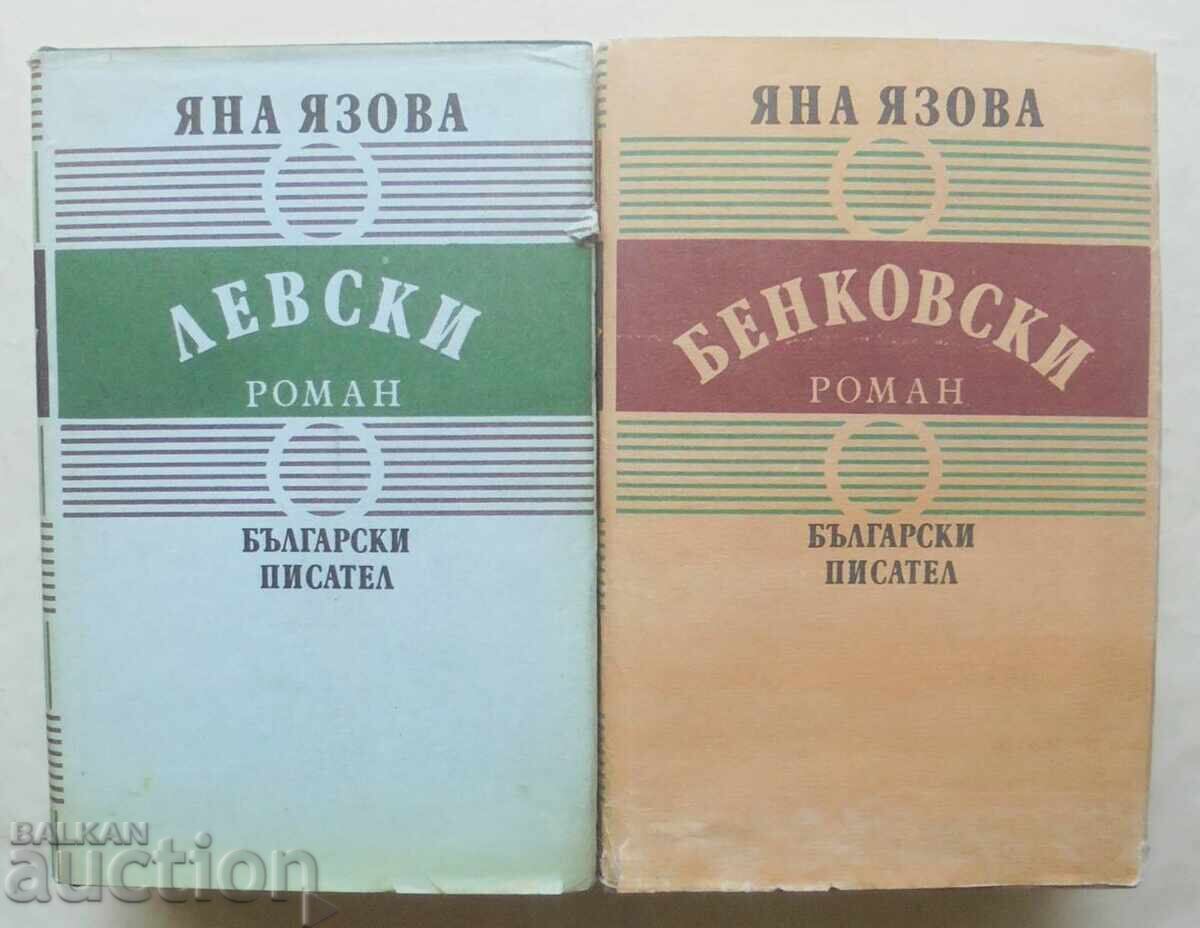 ЯНА ЯЗОВА
ЛЕВСКИ
РОМАН
БЪЛГАРСКИ
ПИСАТЕЛ
ЯНА ЯЗОВА
БЕНКОВСКИ
РОМАН
БЪЛГАРСКИ
ПИСАТЕЛ
BALKAN
auction